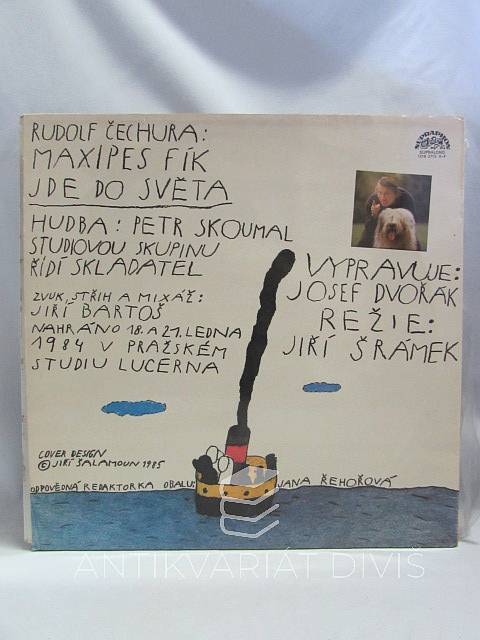 RUDOLF ČECHURA:
MAXIPES FÍK
JDE DO SVĚTA
HUDBA: PETR SKOUMAL
STUDIOVOU SKUPINU
ŘÍDÍ SKLADATEL
ZVUK, STŘIH A MIXÁŽ:
JIŘÍ BARTOŠ
NAHRÁNO 18. A 21. LEDNA
1984 V PRAŽSKÉM
STUDIU LUCERNA
SUPRAPHON
VYPRAVUJE:
JOSEF DVOŘÁK
REŽIE:
JIŘÍ ŠRÁMEK
COVER DESIGN
© JIŘÍ ŠALAMOUN 1985
ODPOVĚDNÁ REDAKTORKA OBALU: JANA ŘEHOŘOVÁ
ANTIKVARIÁT DIVIŠ